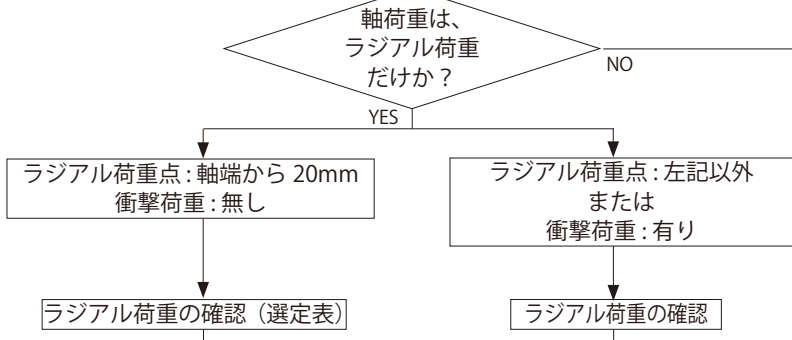 軸荷重は、
ラジアル荷重
だけか？
NO
YES
ラジアル荷重点 : 軸端から 20mm
衝撃荷重 : 無し
ラジアル荷重点 : 左記以外
または
衝撃荷重 : 有り
ラジアル荷重の確認（選定表）
ラジアル荷重の確認